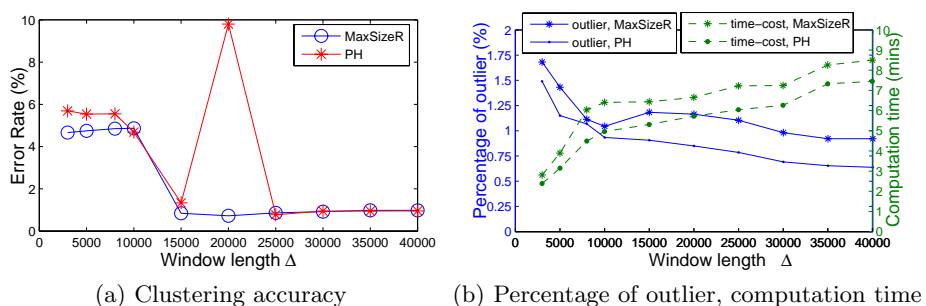 10
8
6
4
2
0
Error Rate (%)
MaxSizeR
PH
0 5000 10000 15000 20000 25000 30000 35000 40000
Window length Δ
(a) Clustering accuracy
outlier, MaxSizeR
outlier, PH
time-cost, MaxSizeR
time-cost, PH
2
1.75
1.5
1.25
1
0.75
0.5
0.25
0
Percentage of outlier (%)
10
9
8
7
6
5
4
3
2
1
0
Computation time (mins)
0 5000 10000 15000 20000 25000 30000 35000 40000
Window length Δ
(b) Percentage of outlier, computation time